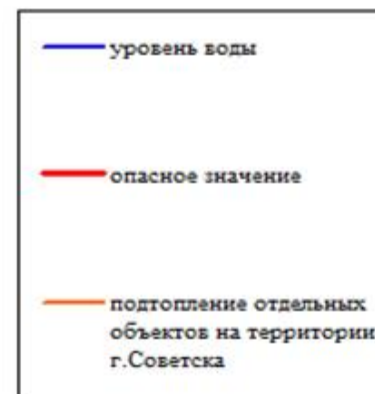 уровень воды
опасное значение
подтопление отдельных
объектов на территории
г.Советска